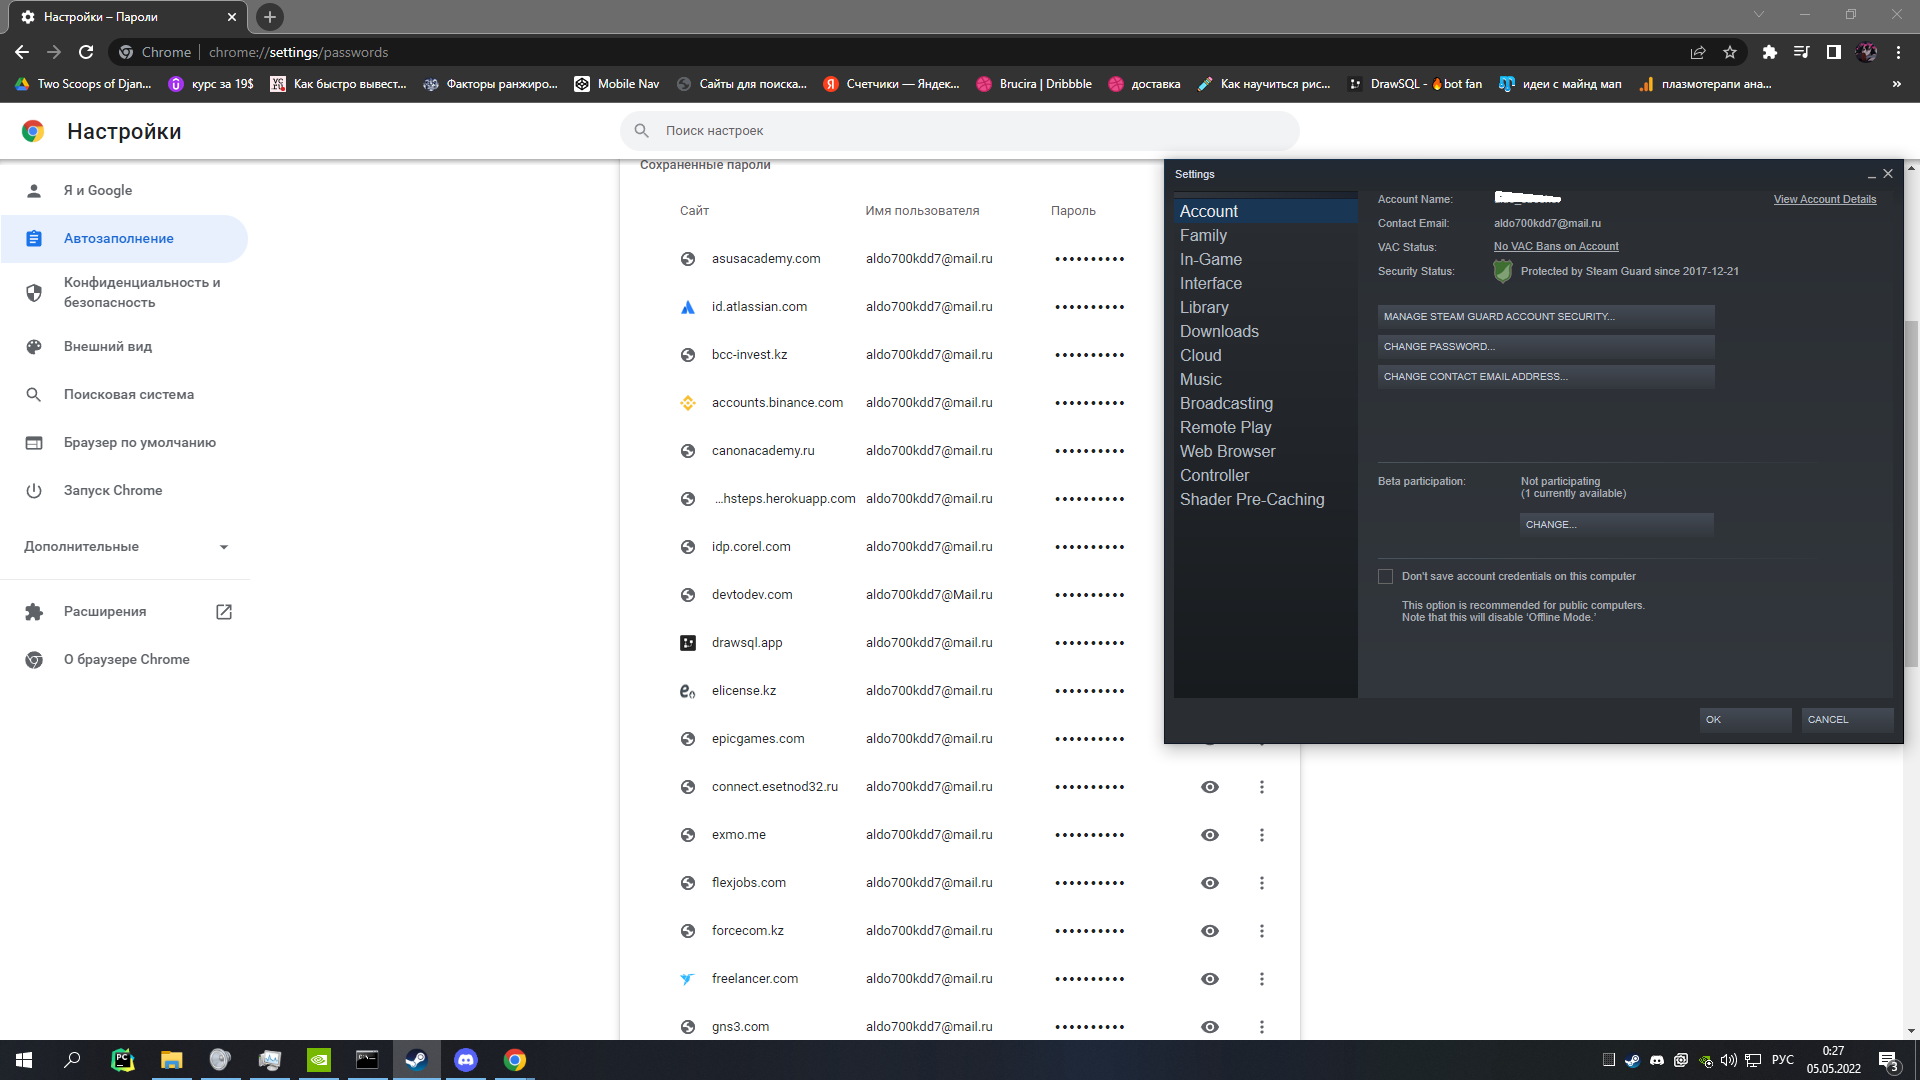 Настройки – Пароли
Chrome
chrome://settings/passwords
Two Scoops of Djan...
курс за 19$
Как быстро вывест...
Факторы ранжиро...
Mobile Nav
Сайты для поиска...
Счетчики — Яндек...
Brucira | Dribbble
доставка
Как научиться рис...
DrawSQL - 🔥bot fan
идеи с майнд мап
плазмотерапи ана...
»
Настройки
Поиск настроек
Я и Google
Автозаполнение
Конфиденциальность и
безопасность
Внешний вид
Поисковая система
Браузер по умолчанию
Запуск Chrome
Дополнительные
Расширения
О браузере Chrome
Сохраненные пароли
Сайт Имя пользователя Пароль
asusacademy.com aldo700kdd7@mail.ru ••••••••••
id.atlassian.com aldo700kdd7@mail.ru ••••••••••
bcc-invest.kz aldo700kdd7@mail.ru ••••••••••
accounts.binance.com aldo700kdd7@mail.ru ••••••••••
canonacademy.ru aldo700kdd7@mail.ru ••••••••••
...hsteps.herokuapp.com aldo700kdd7@mail.ru ••••••••••
idp.corel.com aldo700kdd7@mail.ru ••••••••••
devtodev.com aldo700kdd7@Mail.ru ••••••••••
drawsql.app aldo700kdd7@mail.ru ••••••••••
elicense.kz aldo700kdd7@mail.ru ••••••••••
epicgames.com aldo700kdd7@mail.ru ••••••••••
connect.esetnod32.ru aldo700kdd7@mail.ru ••••••••••
exmo.me aldo700kdd7@mail.ru ••••••••••
flexjobs.com aldo700kdd7@mail.ru ••••••••••
forcecom.kz aldo700kdd7@mail.ru ••••••••••
freelancer.com aldo700kdd7@mail.ru ••••••••••
gns3.com aldo700kdd7@mail.ru ••••••••••
Settings
Account
Family
In-Game
Interface
Library
Downloads
Cloud
Music
Broadcasting
Remote Play
Web Browser
Controller
Shader Pre-Caching
Account Name:
View Account Details
Contact Email: aldo700kdd7@mail.ru
VAC Status: No VAC Bans on Account
Security Status: Protected by Steam Guard since 2017-12-21
MANAGE STEAM GUARD ACCOUNT SECURITY...
CHANGE PASSWORD...
CHANGE CONTACT EMAIL ADDRESS...
Beta participation: Not participating
(1 currently available)
CHANGE...
Don't save account credentials on this computer
This option is recommended for public computers.
Note that this will disable 'Offline Mode.'
OK
CANCEL
РУС
0:27
05.05.2022
3